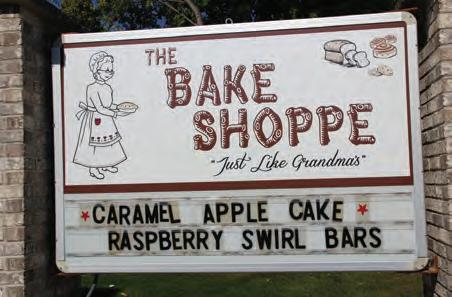 THE
BAKE
SHOPPE
"Just Like Grandma's"
CARAMEL APPLE CAKE
RASPBERRY SWIRL BARS